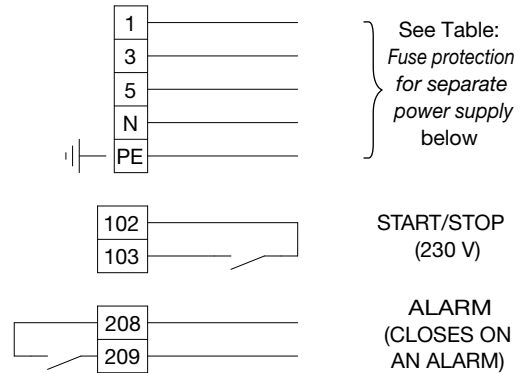 1
3
5
N
PE
See Table:
Fuse protection
for separate
power supply
below
102
103
START/STOP
(230 V)
208
209
ALARM
(CLOSES ON
AN ALARM)